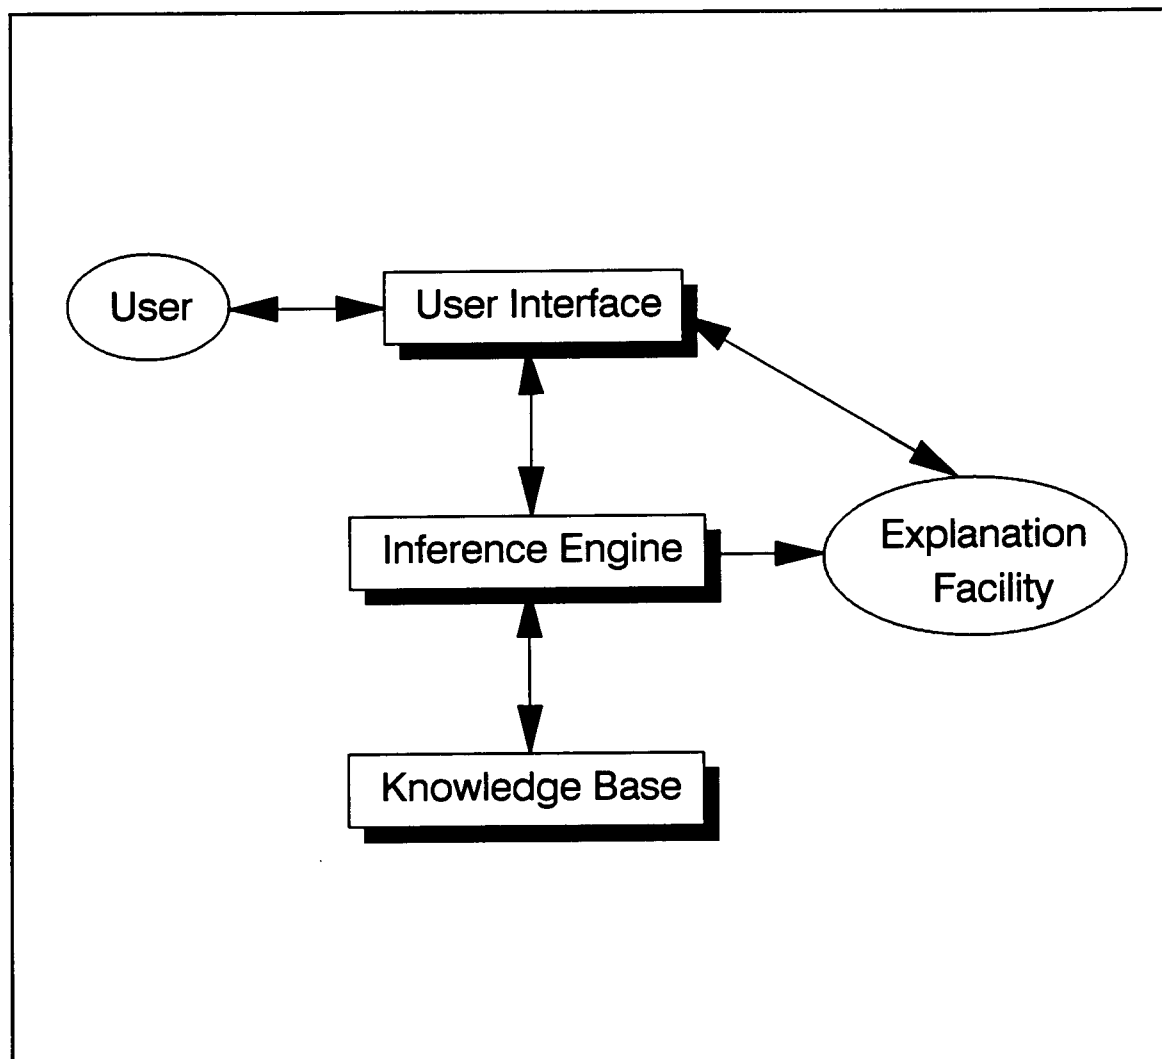 User
User Interface
Inference Engine
Explanation
Facility
Knowledge Base